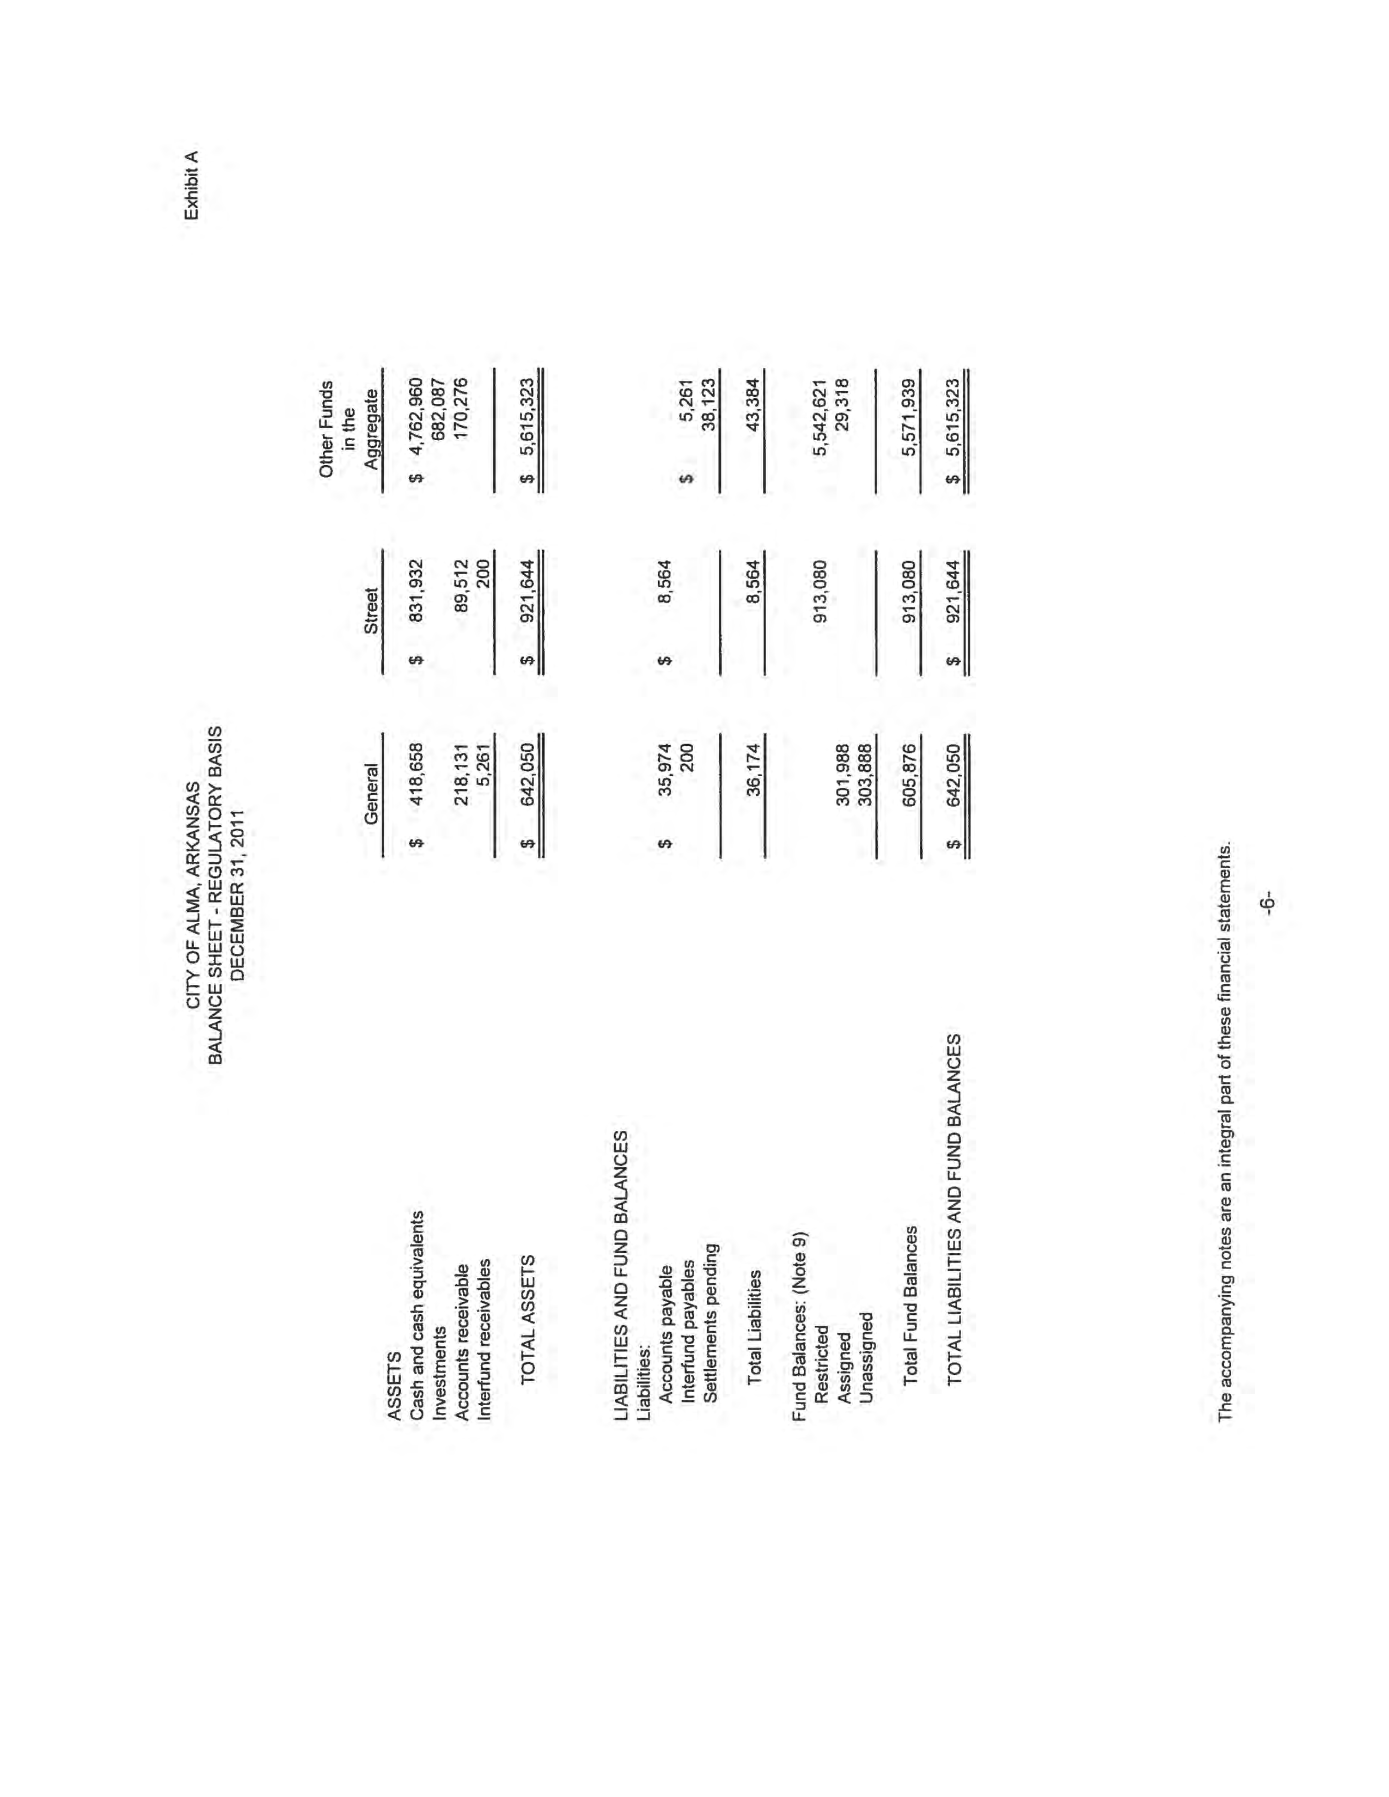 Exhibit A
CITY OF ALMA, ARKANSAS
BALANCE SHEET - REGULATORY BASIS
DECEMBER 31, 2011
Other Funds
in the
General Street Aggregate
ASSETS
Cash and cash equivalents $ 418,658 $ 831,932 $ 4,762,960
Investments 682,087
Accounts receivable 218,131 89,512 170,276
Interfund receivables 5,261 200
TOTAL ASSETS $ 642,050 $ 921,644 $ 5,615,323
LIABILITIES AND FUND BALANCES
Liabilities:
Accounts payable $ 35,974 $ 8,564
Interfund payables 200 $ 5,261
Settlements pending 38,123
Total Liabilities 36,174 8,564 43,384
Fund Balances: (Note 9)
Restricted 913,080 5,542,621
Assigned 301,988 29,318
Unassigned 303,888
Total Fund Balances 605,876 913,080 5,571,939
TOTAL LIABILITIES AND FUND BALANCES $ 642,050 $ 921,644 $ 5,615,323
The accompanying notes are an integral part of these financial statements.
-6-